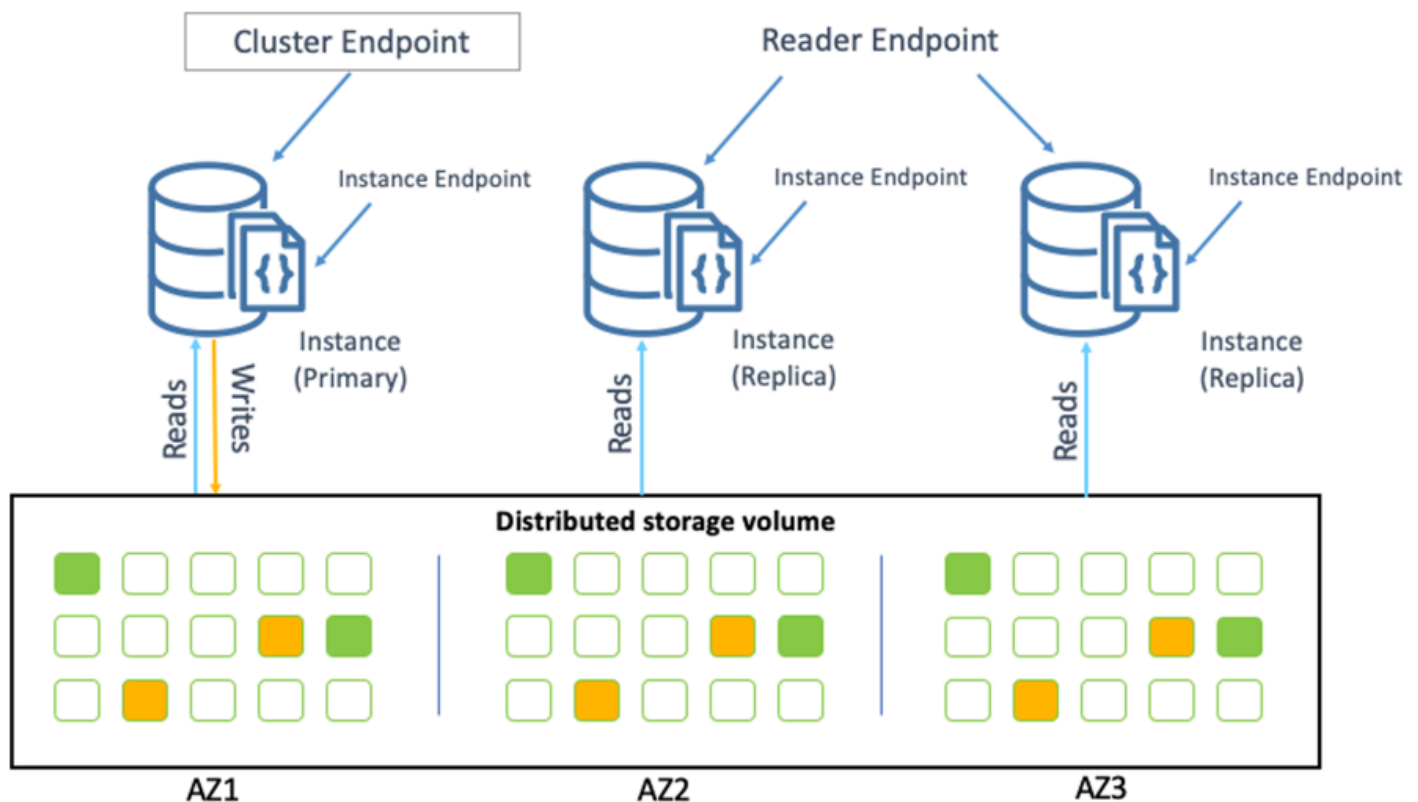 Cluster Endpoint
Reader Endpoint
Instance Endpoint
Instance Endpoint
Instance Endpoint
{}
{}
{}
Instance
(Primary)
Instance
(Replica)
Instance
(Replica)
Reads
Writes
Reads
Reads
Distributed storage volume
AZ1
AZ2
AZ3